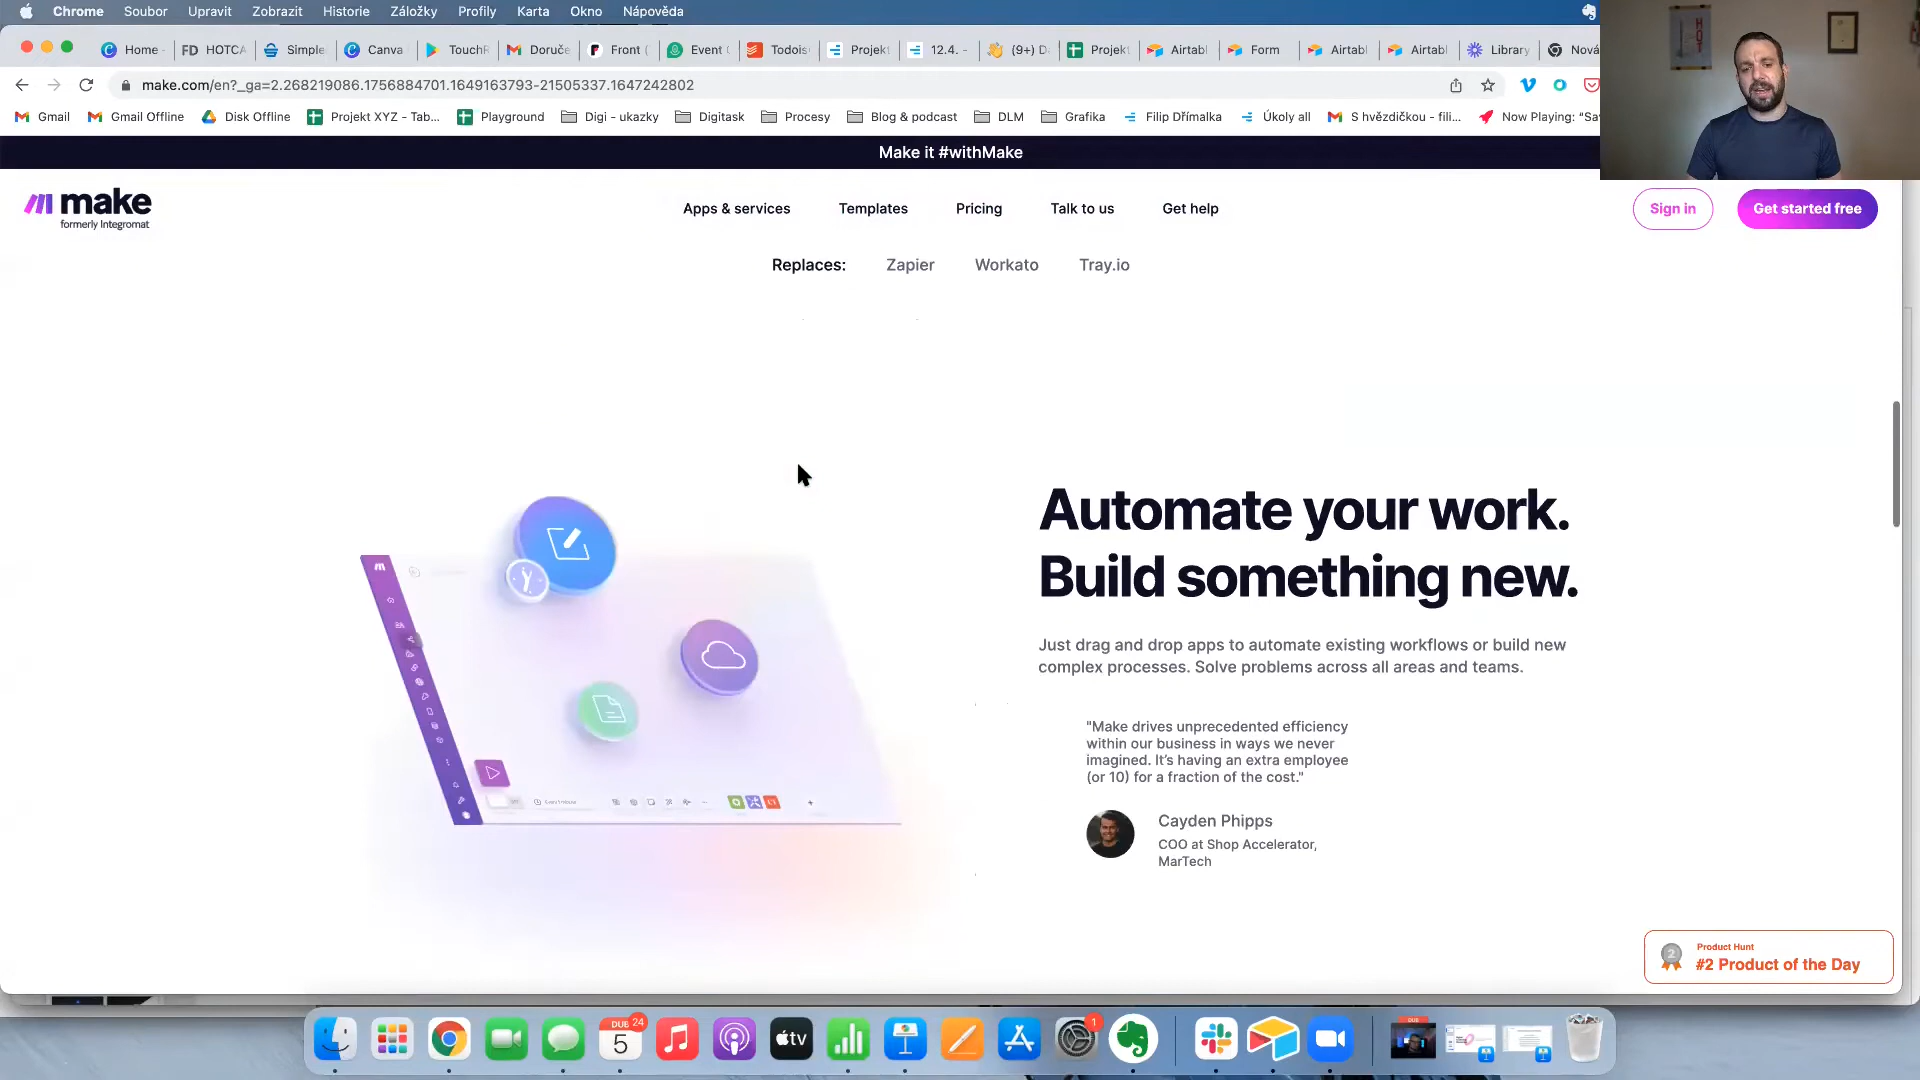 Chrome Soubor Upravit Zobrazit Historie Záložky Profily Karta Okno Nápověda
Home - FD HOTCA Simple Canva TouchR Doruče Front ( Event Todois Projekt 12.4. - (9+) D Projekt Airtabl Form Airtabl Airtabl Library Nová
make.com/en?_ga=2.268219086.1756884701.1649163793-21505337.1647242802
Gmail Gmail Offline Disk Offline Projekt XYZ - Tab... Playground Digi - ukazky Digitask Procesy Blog & podcast DLM Grafika Filip Dřímalka Úkoly all S hvězdičkou - fili... Now Playing: “Sa
Make it #withMake
make
formerly Integromat
Apps & services Templates Pricing Talk to us Get help
Sign in Get started free
Replaces: Zapier Workato Tray.io
Automate your work.
Build something new.
Just drag and drop apps to automate existing workflows or build new
complex processes. Solve problems across all areas and teams.
"Make drives unprecedented efficiency
within our business in ways we never
imagined. It’s having an extra employee
(or 10) for a fraction of the cost."
Cayden Phipps
COO at Shop Accelerator,
MarTech
2
Product Hunt
#2 Product of the Day
DUB 24
5
tv
1
HOT